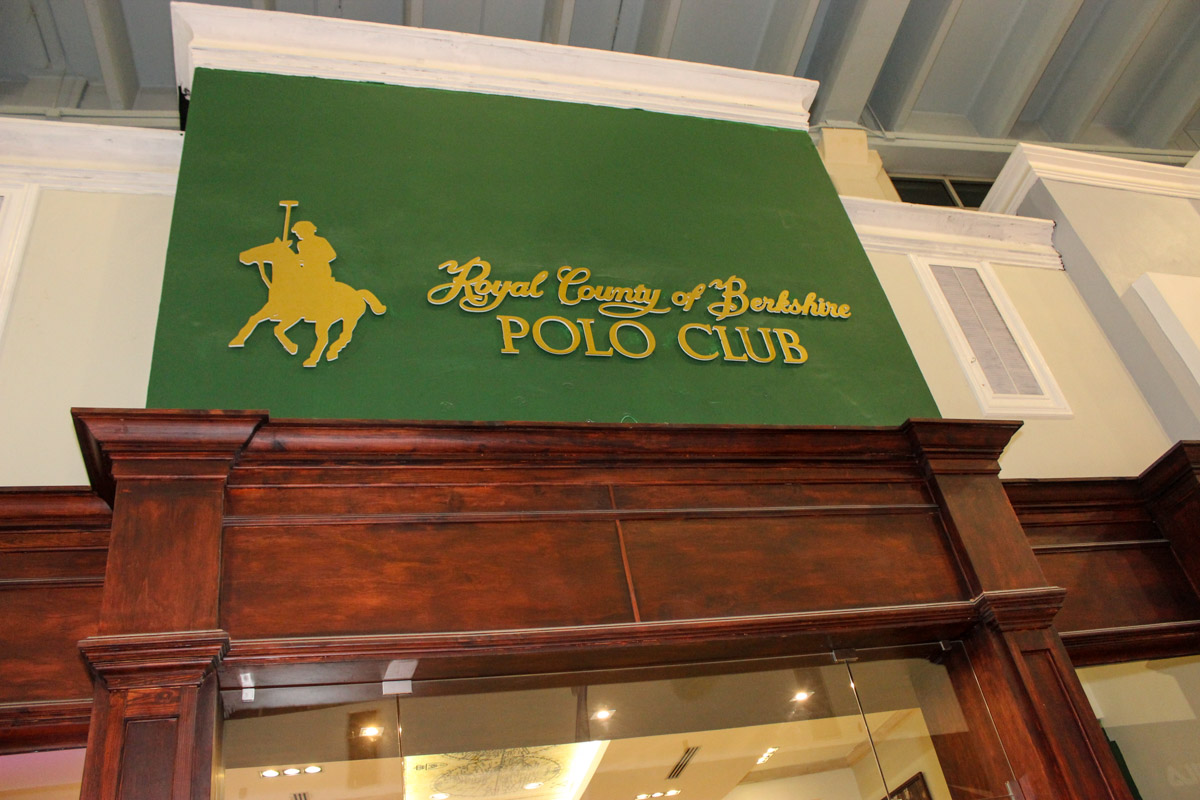 Royal County of Berkshire
POLO CLUB